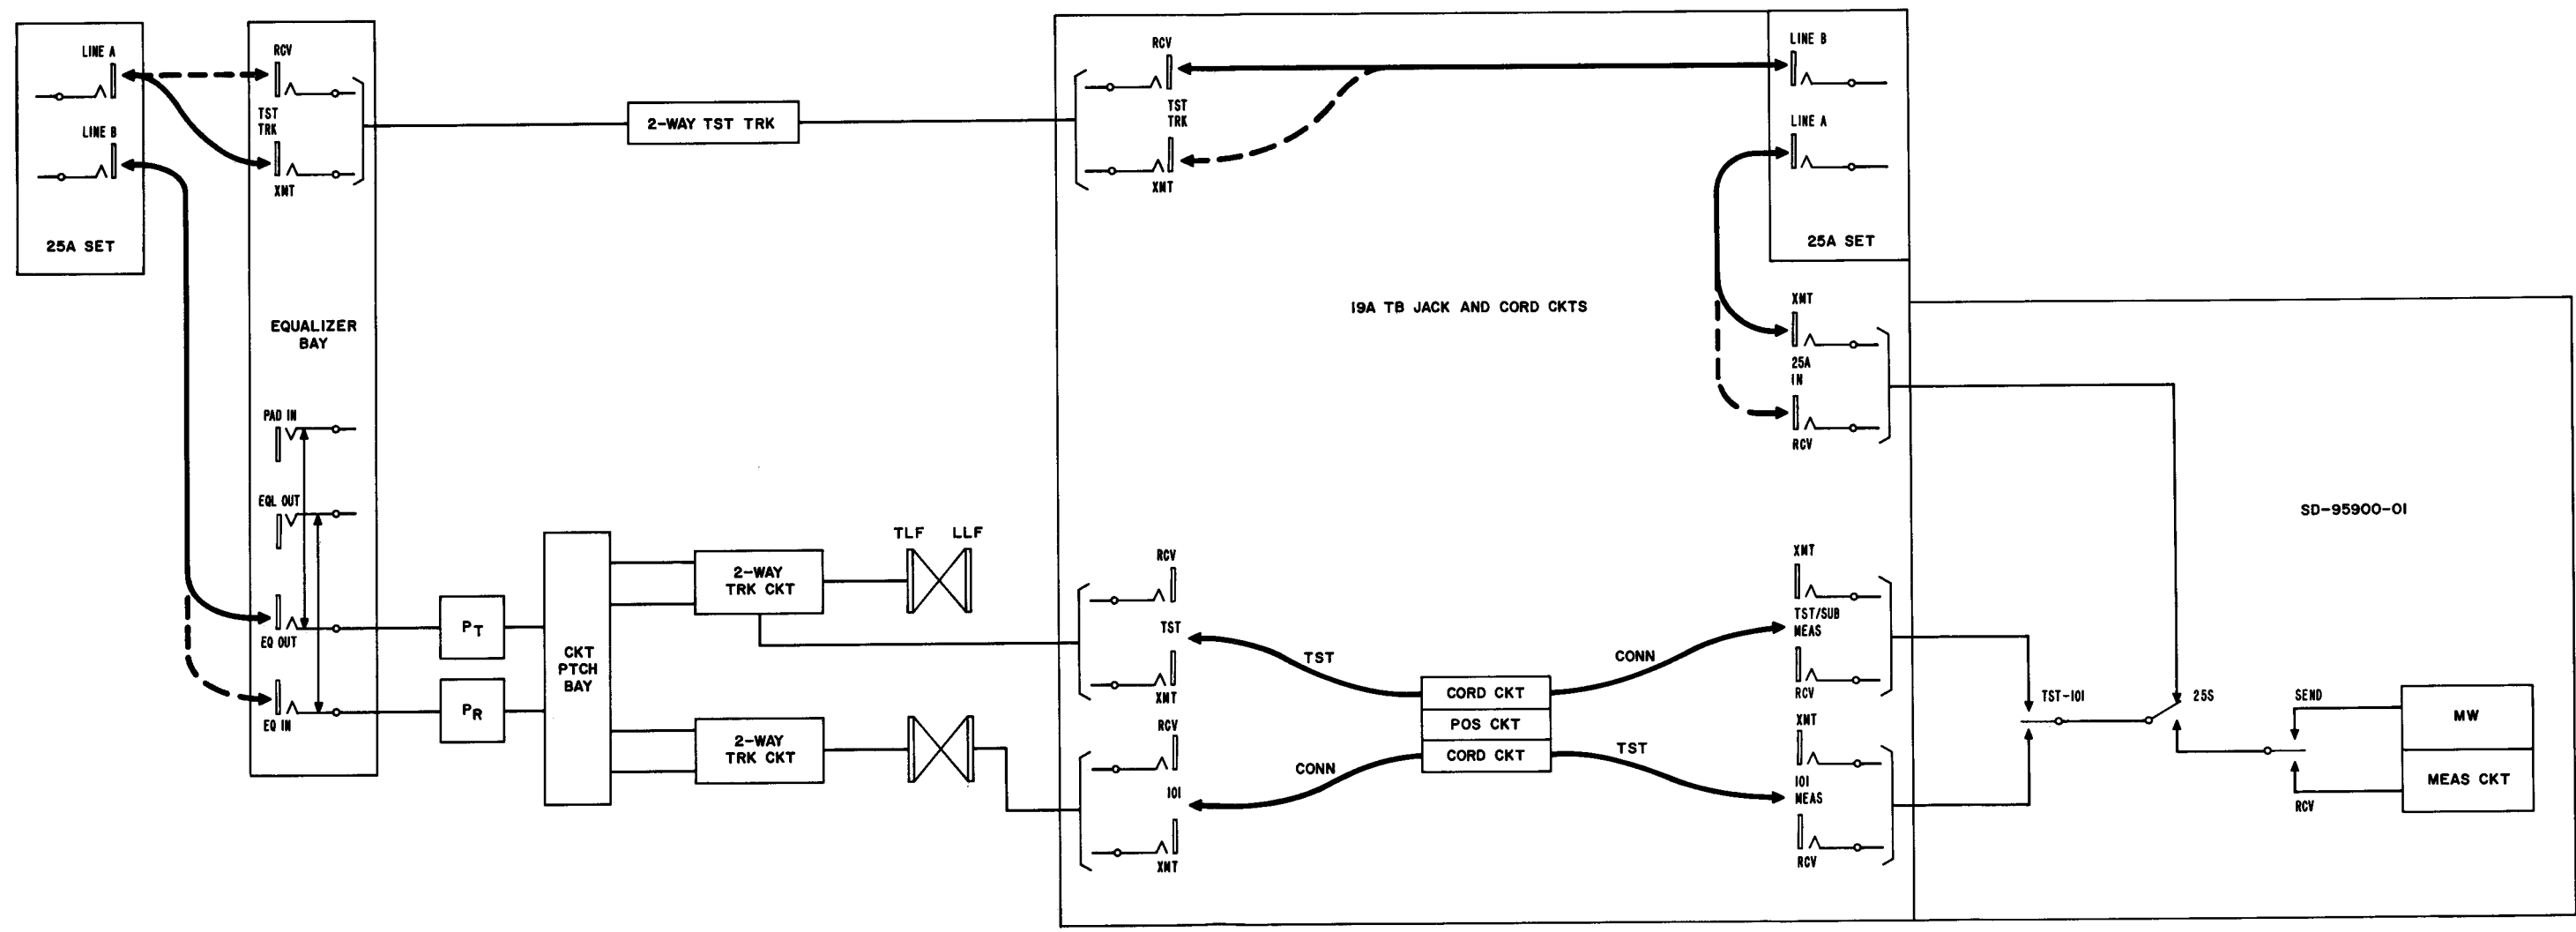 LINE A
LINE B
25A SET
RCV
TST
TRK
XMT
EQUALIZER
BAY
PAD IN
EQL OUT
EQ OUT
EQ IN
2-WAY TST TRK
PT
PR
CKT
PTCH
BAY
2-WAY
TRK CKT
2-WAY
TRK CKT
TLF
LLF
RCV
TST
TRK
XMT
19A TB JACK AND CORD CKTS
LINE B
LINE A
25A SET
XMT
25A
IN
RCV
RCV
TST
XMT
RCV
101
XMT
TST
CONN
CORD CKT
POS CKT
CORD CKT
CONN
TST
XMT
TST/SUB
MEAS
RCV
XMT
101
MEAS
RCV
SD-95900-01
TST-101
25S
SEND
RCV
MW
MEAS CKT